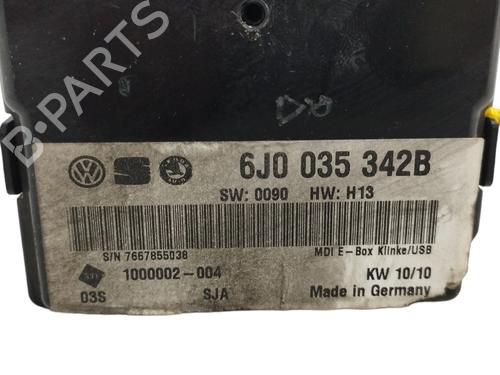 B-PARTS
6J0 035 342B
SW: 0090 HW: H13
S/N 7667855038
MDI E-Box Klinke/USB
1000002-004
KW 10/10
03S
SJA
Made in Germany